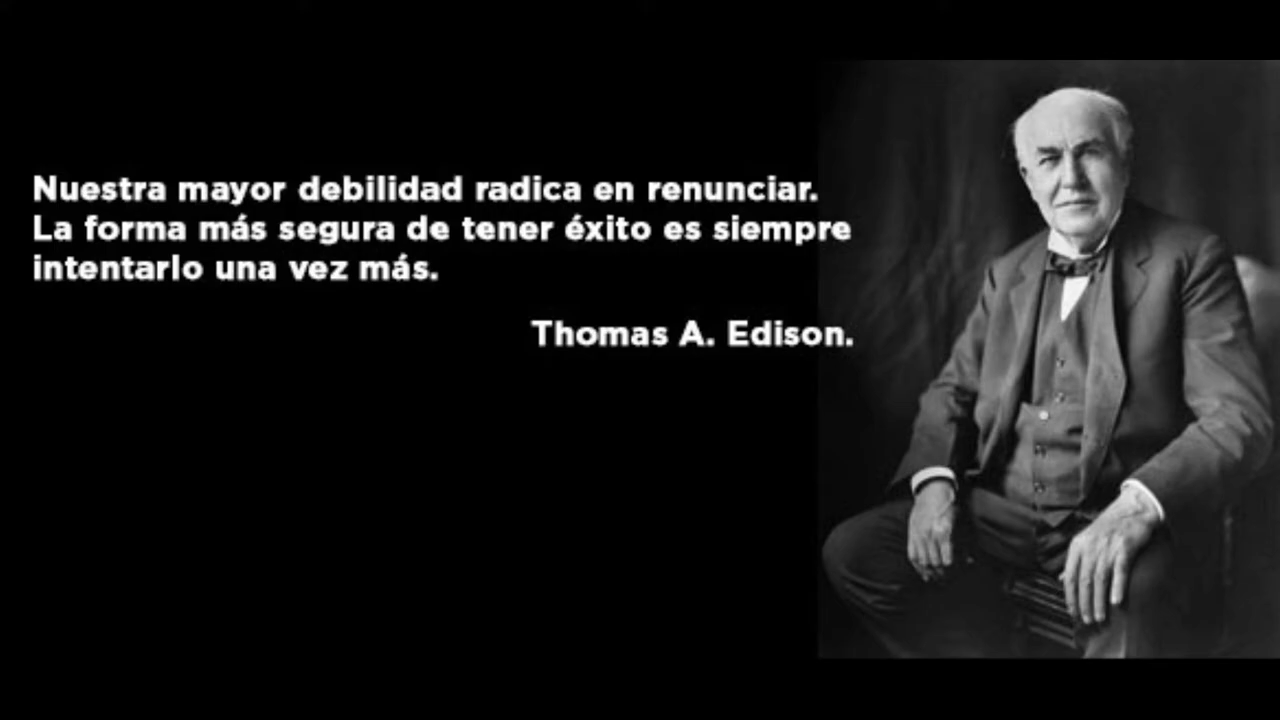 Nuestra mayor debilidad radica en renunciar.
La forma más segura de tener éxito es siempre
intentarlo una vez más.
Thomas A. Edison.